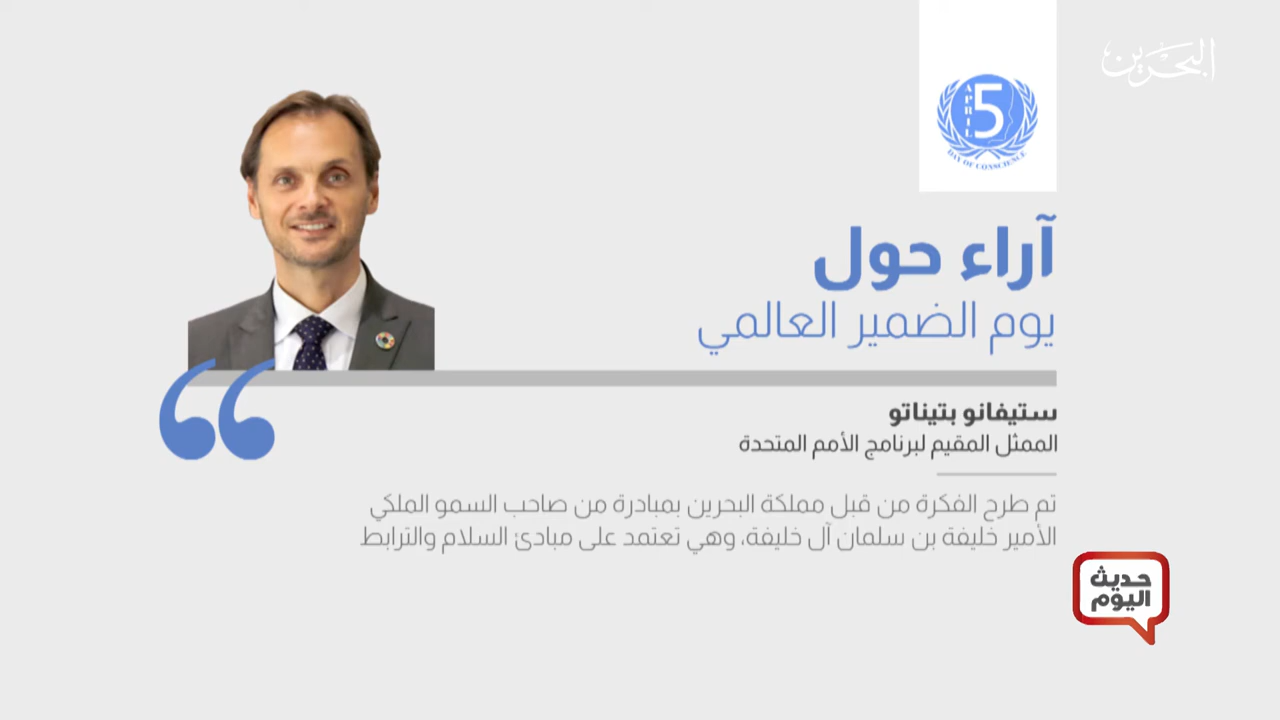 البحرين
APRIL
5
DAY OF CONSCIENCE
آراء حول
يوم الضمير العالمي
ستيفانو بتيناتو
الممثل المقيم لبرنامج الأمم المتحدة
تم طرح الفكرة من قبل مملكة البحرين بمبادرة من صاحب السمو الملكي
الأمير خليفة بن سلمان آل خليفة، وهي تعتمد على مبادئ السلام والترابط
حديث
اليوم